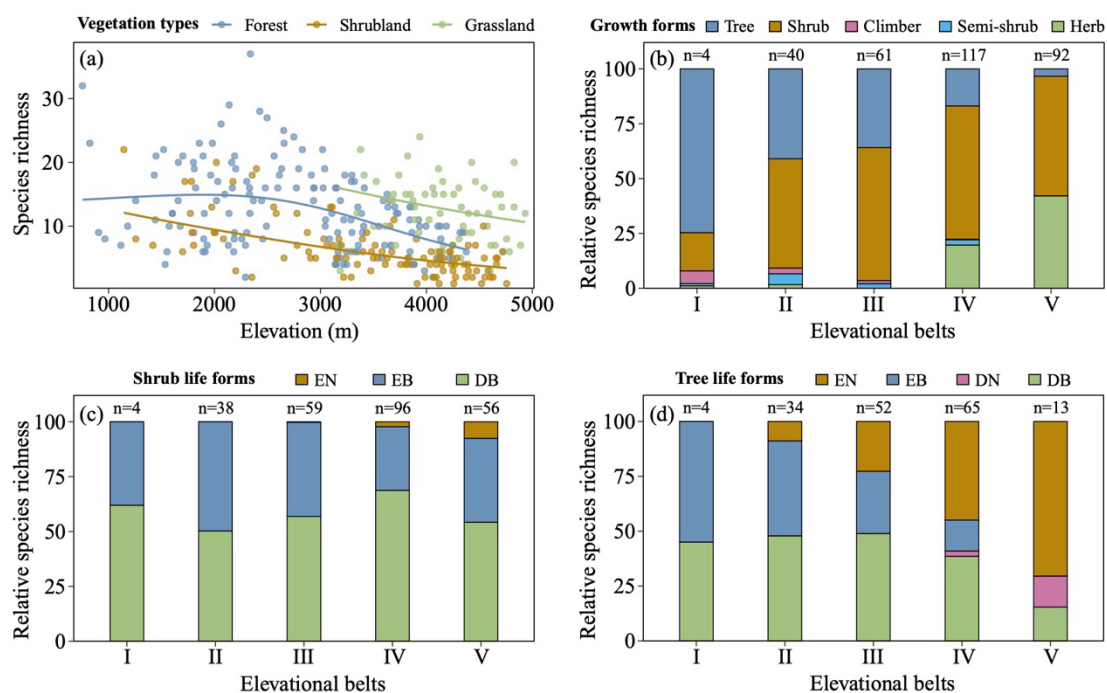 Vegetation types Forest Shrubland Grassland
(a)
Species richness
30
20
10
1000 2000 3000 4000 5000
Elevation (m)
Growth forms Tree Shrub Climber Semi-shrub Herb
n=4 n=40 n=61 n=117 n=92
(b)
Relative species richness
100
75
50
25
0
I II III IV V
Elevational belts
Shrub life forms EN EB DB
n=4 n=38 n=59 n=96 n=56
(c)
Relative species richness
100
75
50
25
0
I II III IV V
Elevational belts
Tree life forms EN EB DN DB
n=4 n=34 n=52 n=65 n=13
(d)
Relative species richness
100
75
50
25
0
I II III IV V
Elevational belts